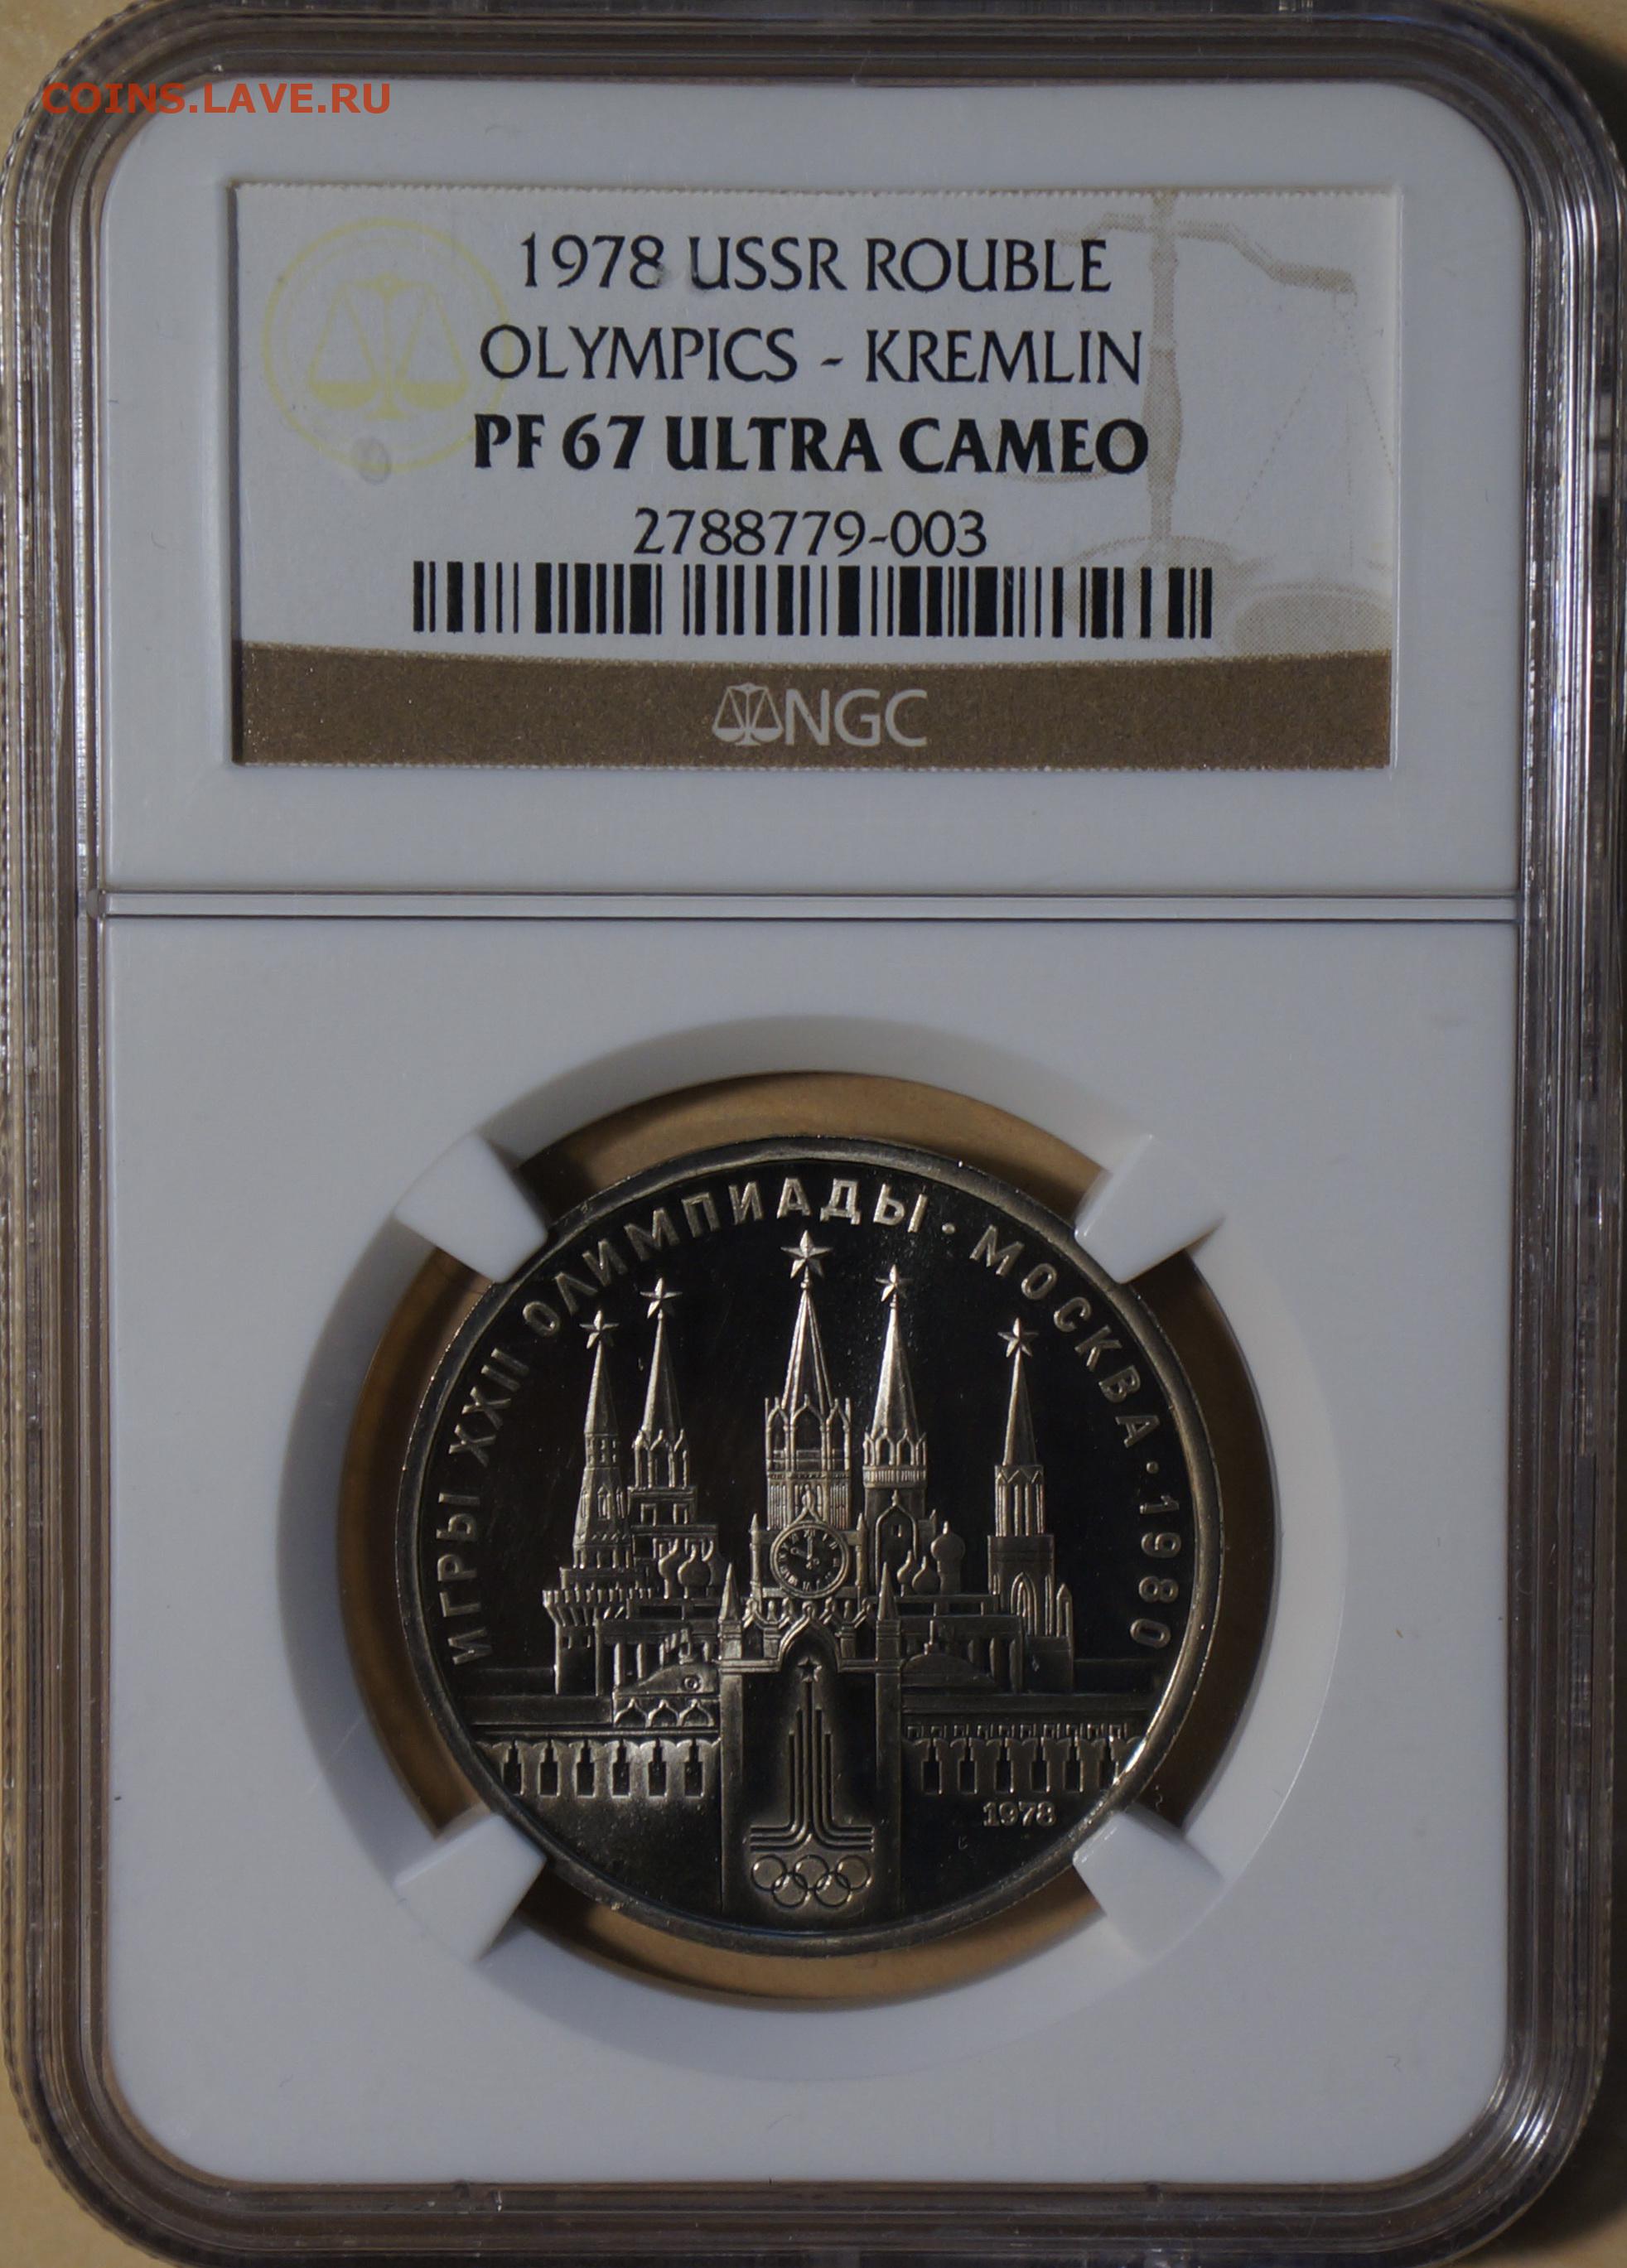 COINS.LAVE.RU
1978 USSR ROUBLE
OLYMPICS - KREMLIN
PF 67 ULTRA CAMEO
2788779-003
NGC
ИГРЫ XXII ОЛИМПИАДЫ · МОСКВА · 1980
1978